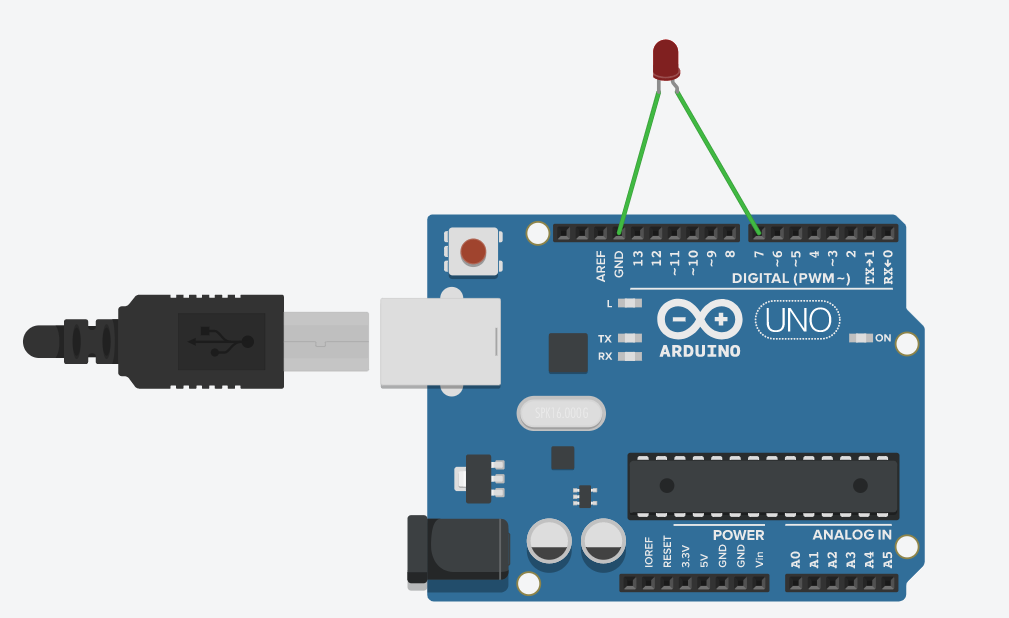 AREF
GND
13
12
~11
~10
~9
8
7
~6
~5
4
~3
2
TX→1
RX←0
DIGITAL (PWM~)
L
TX
RX
UNO
ARDUINO
ON
SPK16.000G
POWER
ANALOG IN
IOREF
RESET
3.3V
5V
GND
GND
Vin
A0
A1
A2
A3
A4
A5